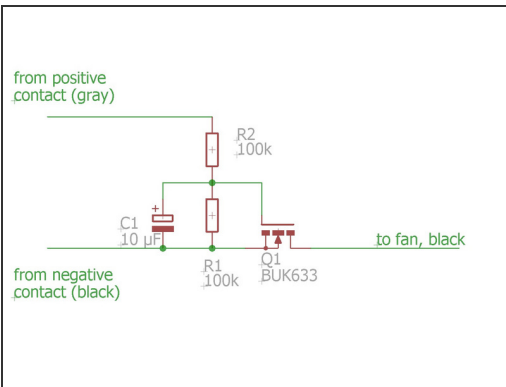 from positive
contact (gray)
R2
100k
+
C1
10 µF
R1
100k
Q1
BUK633
to fan, black
from negative
contact (black)